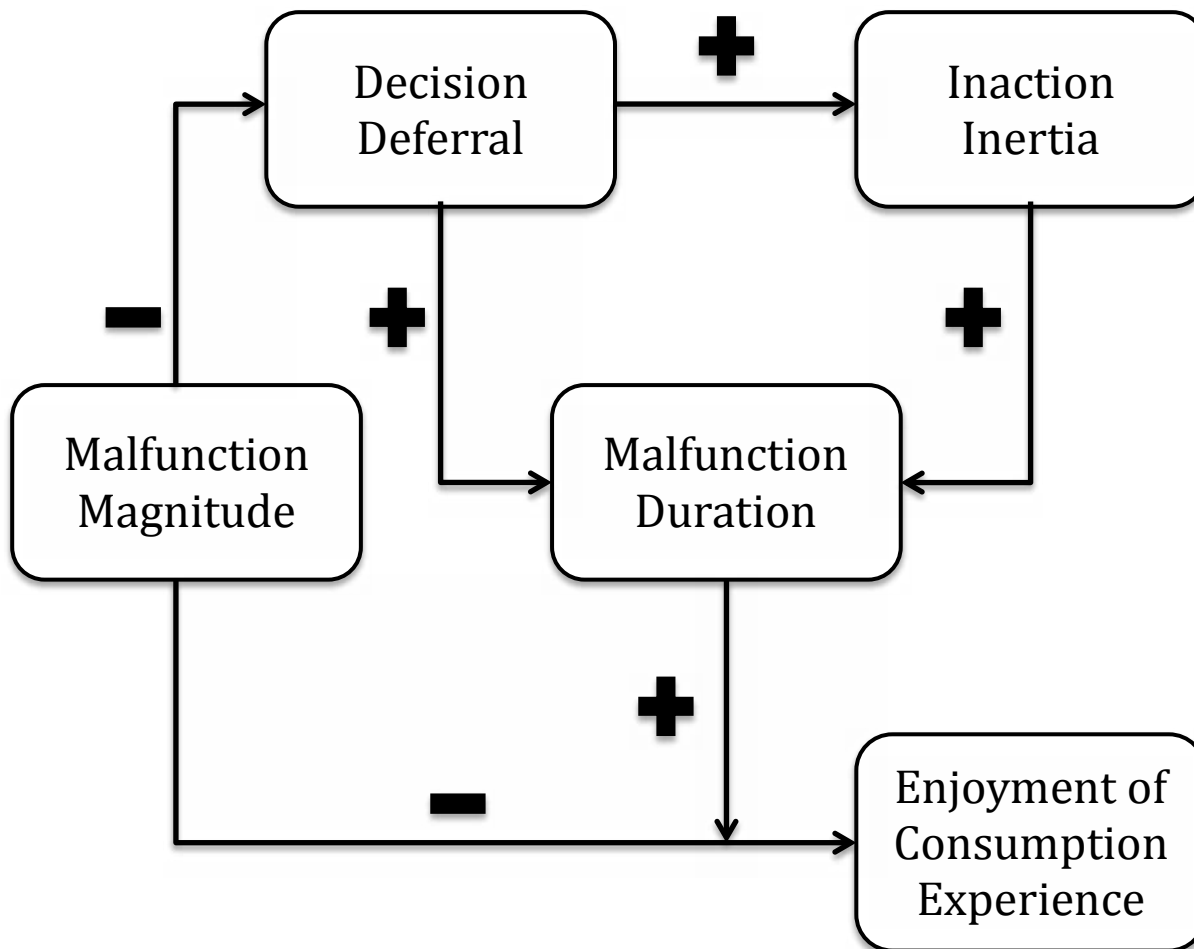 Decision
Deferral
+
Inaction
Inertia
−
+
+
Malfunction
Magnitude
Malfunction
Duration
+
−
Enjoyment of
Consumption
Experience